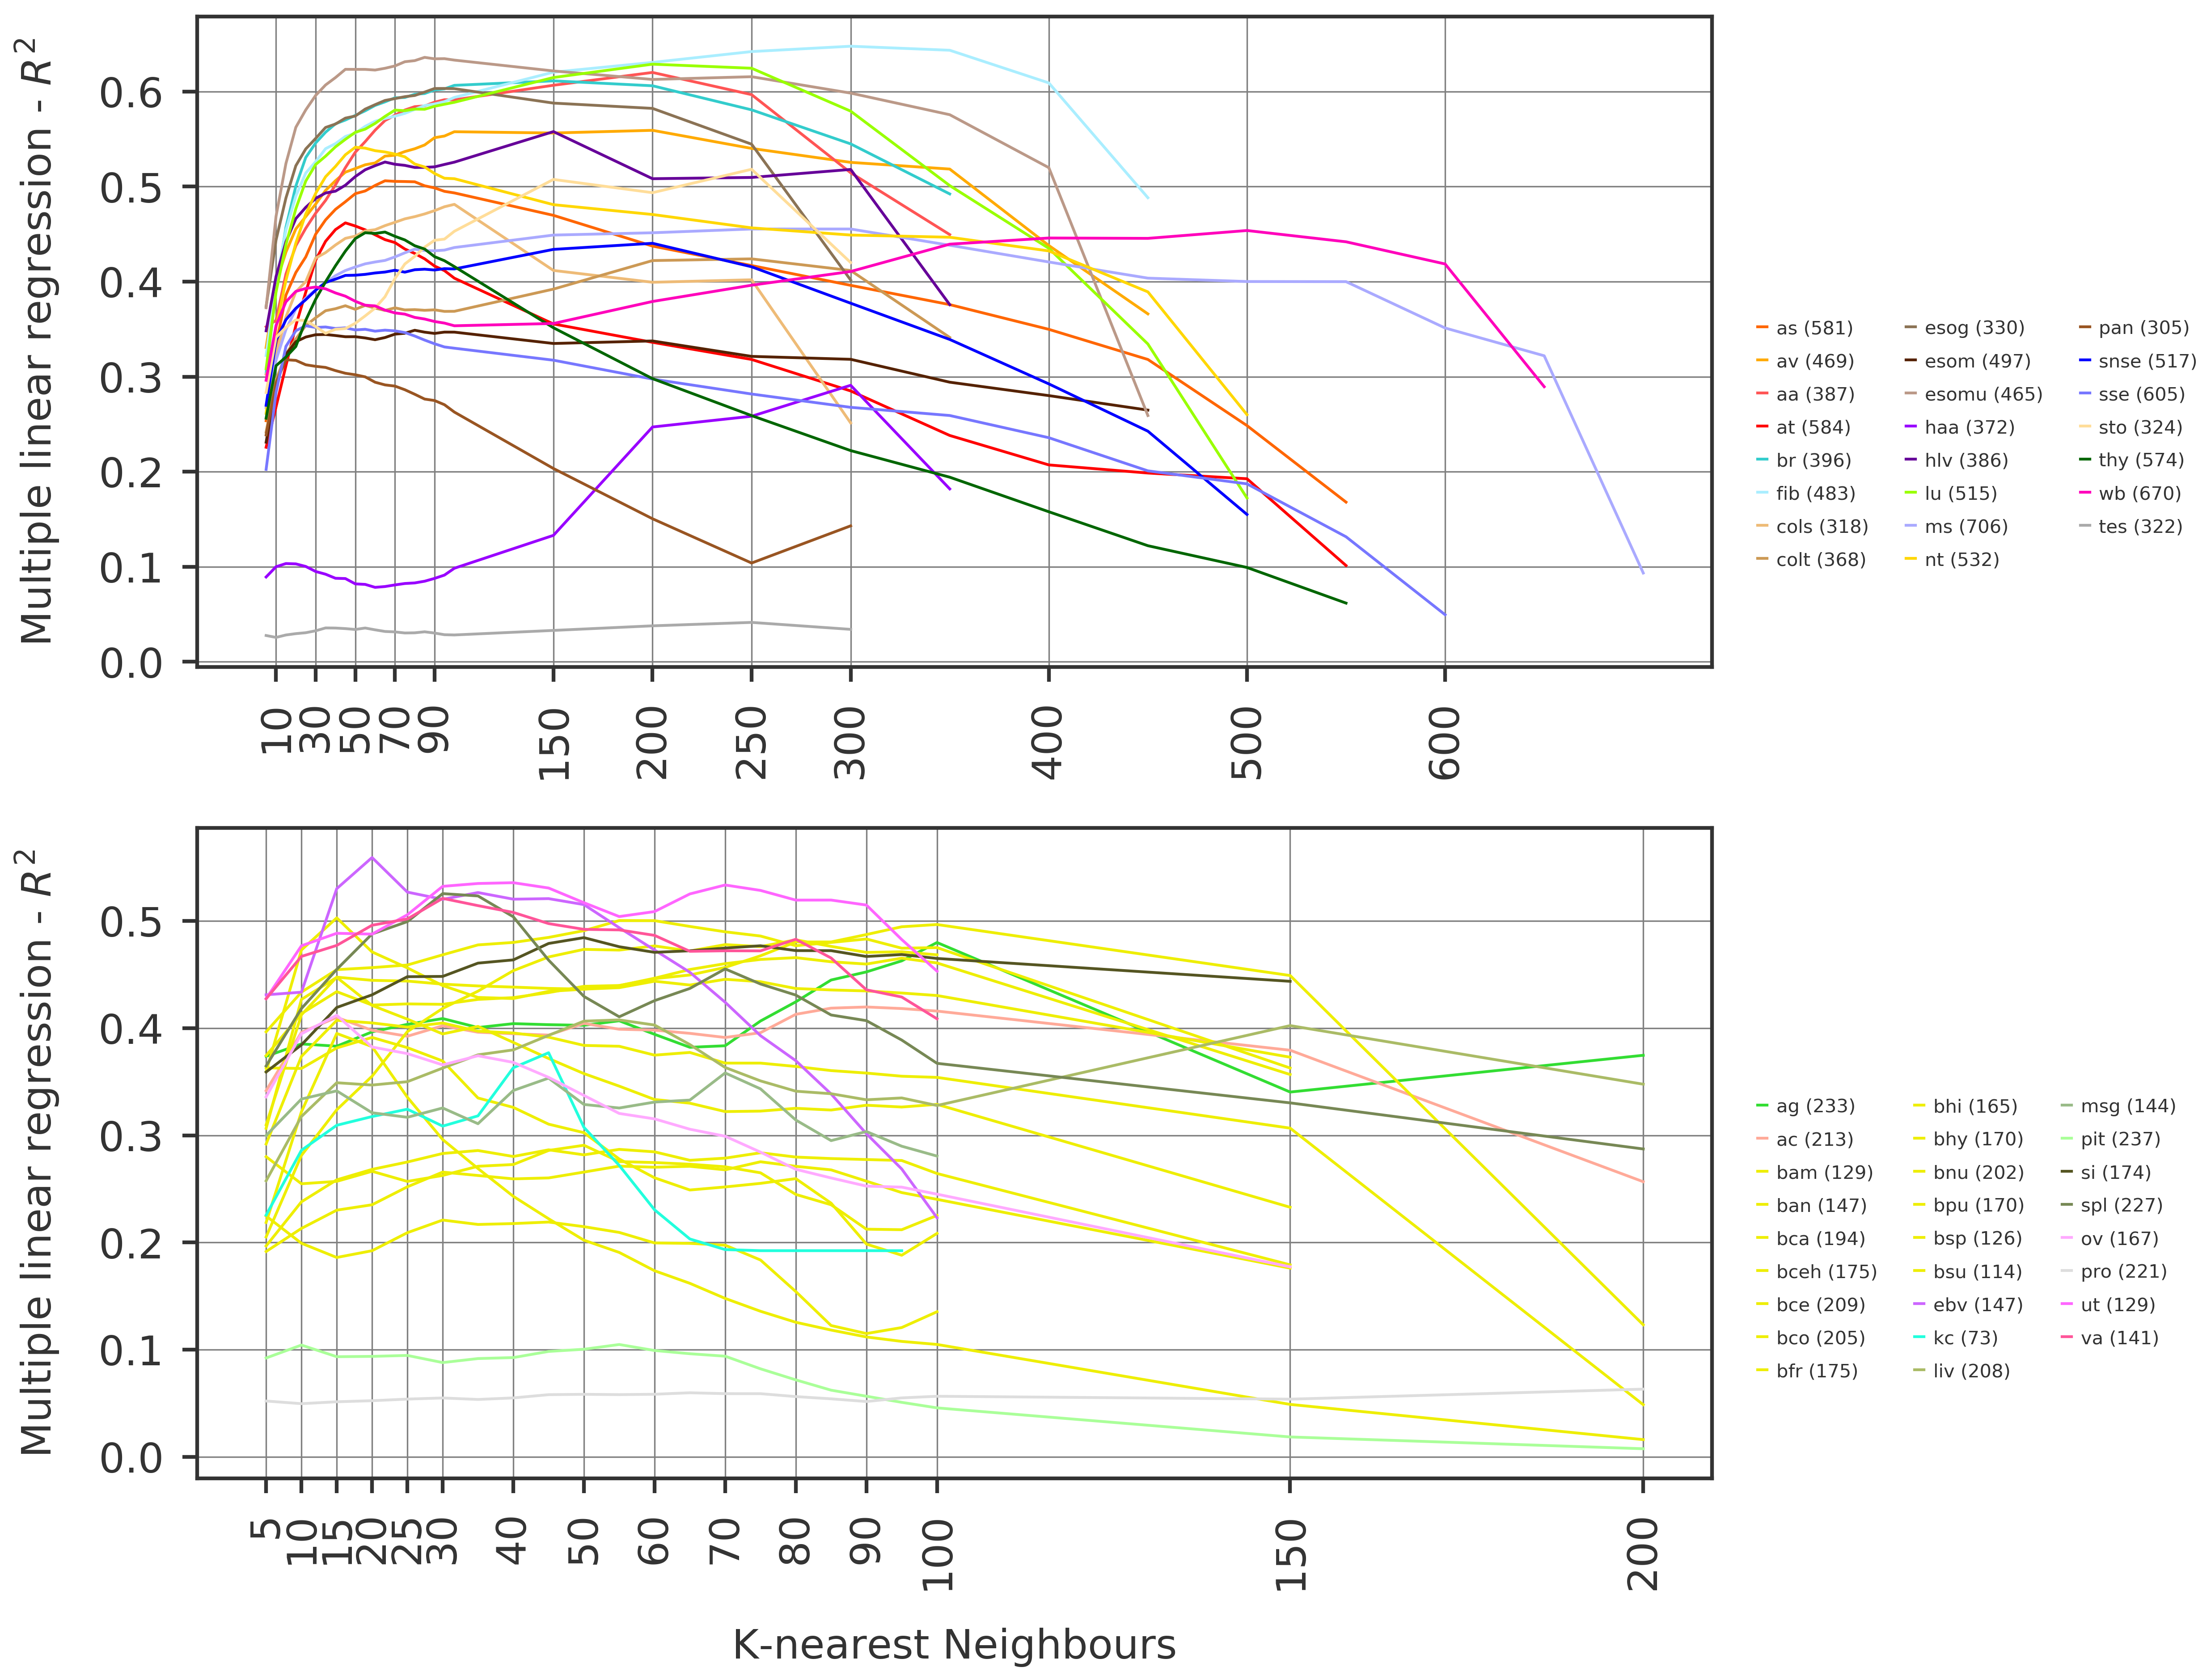 Multiple linear regression - R²
0.6
0.5
0.4
0.3
0.2
0.1
0.0
10 30 50 70 90 150 200 250 300 400 500 600
as (581) esog (330) pan (305)
av (469) esom (497) snse (517)
aa (387) esomu (465) sse (605)
at (584) haa (372) sto (324)
br (396) hlv (386) thy (574)
fib (483) lu (515) wb (670)
cols (318) ms (706) tes (322)
colt (368) nt (532)
Multiple linear regression - R²
0.5
0.4
0.3
0.2
0.1
0.0
5 10 15 20 25 30 40 50 60 70 80 90 100 150 200
K-nearest Neighbours
ag (233) bhi (165) msg (144)
ac (213) bhy (170) pit (237)
bam (129) bnu (202) si (174)
ban (147) bpu (170) spl (227)
bca (194) bsp (126) ov (167)
bceh (175) bsu (114) pro (221)
bce (209) ebv (147) ut (129)
bco (205) kc (73) va (141)
bfr (175) liv (208)